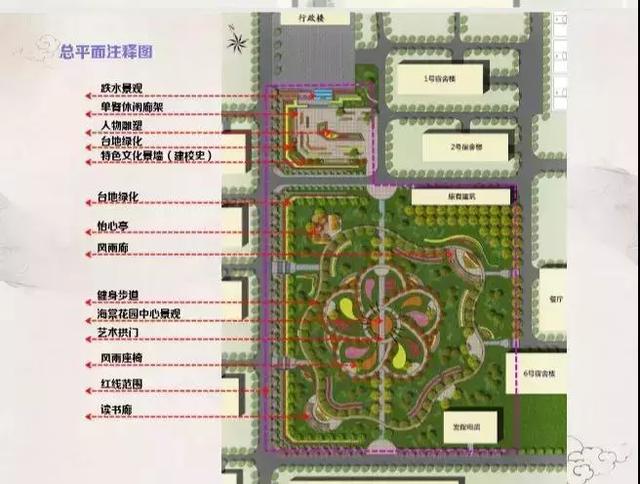 总平面注释图
行政楼
跌水景观
单臂休闲廊架
人物雕塑
台地绿化
特色文化景墙（建校史）
1号宿舍楼
2号宿舍楼
台地绿化
怡心亭
风雨廊
原有建筑
健身步道
海棠花园中心景观
艺术拱门
风雨座椅
红线范围
读书廊
餐厅
6号宿舍楼
发配电房